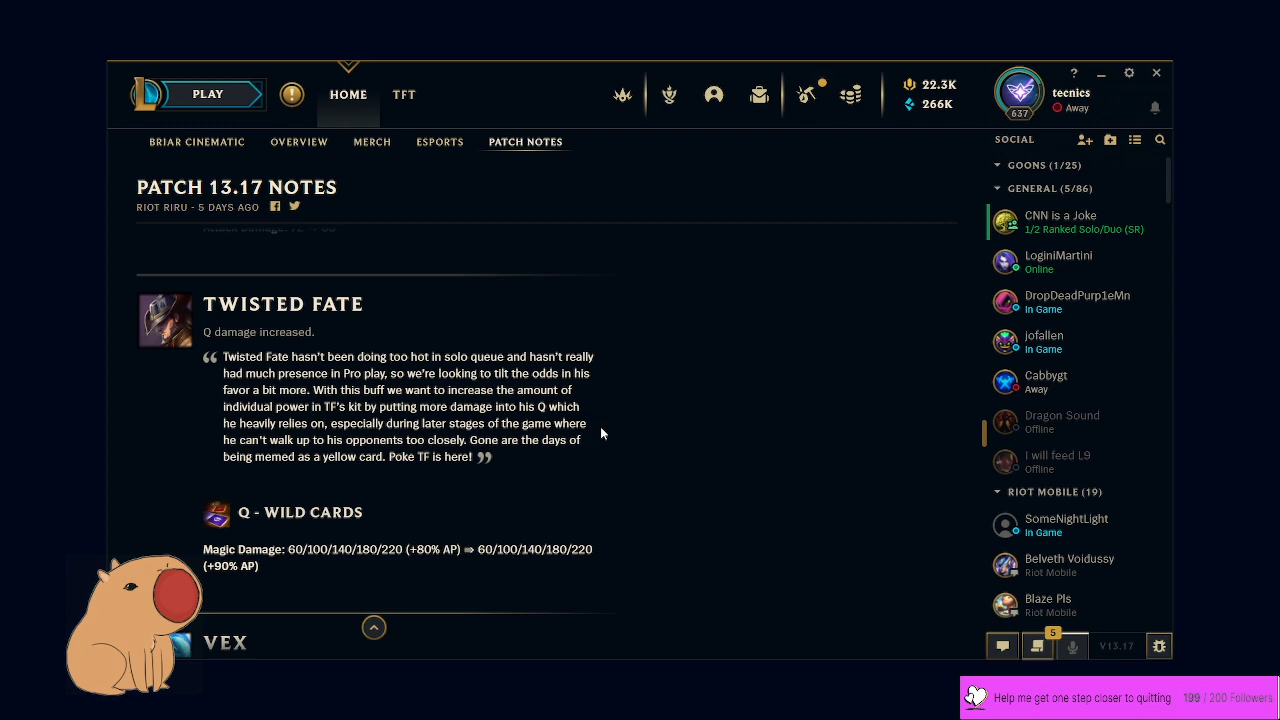 PLAY
HOME
TFT
22.3K
266K
637
tecnics
Away
?
BRIAR CINEMATIC
OVERVIEW
MERCH
ESPORTS
PATCH NOTES
SOCIAL
PATCH 13.17 NOTES
RIOT RIRU - 5 DAYS AGO
TWISTED FATE
Q damage increased.
“ Twisted Fate hasn't been doing too hot in solo queue and hasn't really
had much presence in Pro play, so we're looking to tilt the odds in his
favor a bit more. With this buff we want to increase the amount of
individual power in TF's kit by putting more damage into his Q which
he heavily relies on, especially during later stages of the game where
he can't walk up to his opponents too closely. Gone are the days of
being memed as a yellow card. Poke TF is here! ”
Q - WILD CARDS
Magic Damage: 60/100/140/180/220 (+80% AP) ⇒ 60/100/140/180/220
(+90% AP)
VEX
GOONS (1/25)
GENERAL (5/86)
CNN is a Joke
1/2 Ranked Solo/Duo (SR)
LoginiMartini
Online
DropDeadPurp1eMn
In Game
jofallen
In Game
Cabbygt
Away
Dragon Sound
Offline
I will feed L9
Offline
RIOT MOBILE (19)
SomeNightLight
In Game
Belveth Voidussy
Riot Mobile
Blaze Pls
Riot Mobile
5
V13.17
Help me get one step closer to quitting
199 / 200 Followers